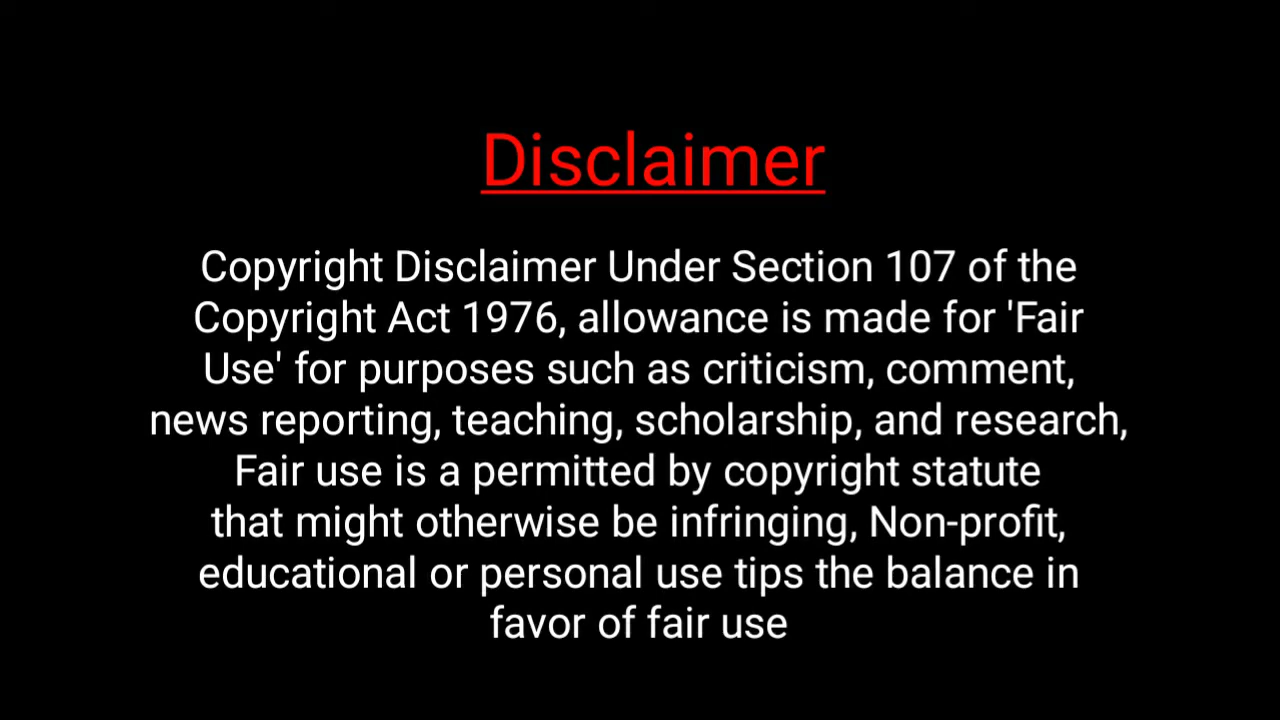 Disclaimer
Copyright Disclaimer Under Section 107 of the
Copyright Act 1976, allowance is made for 'Fair
Use' for purposes such as criticism, comment,
news reporting, teaching, scholarship, and research,
Fair use is a permitted by copyright statute
that might otherwise be infringing, Non-profit,
educational or personal use tips the balance in
favor of fair use